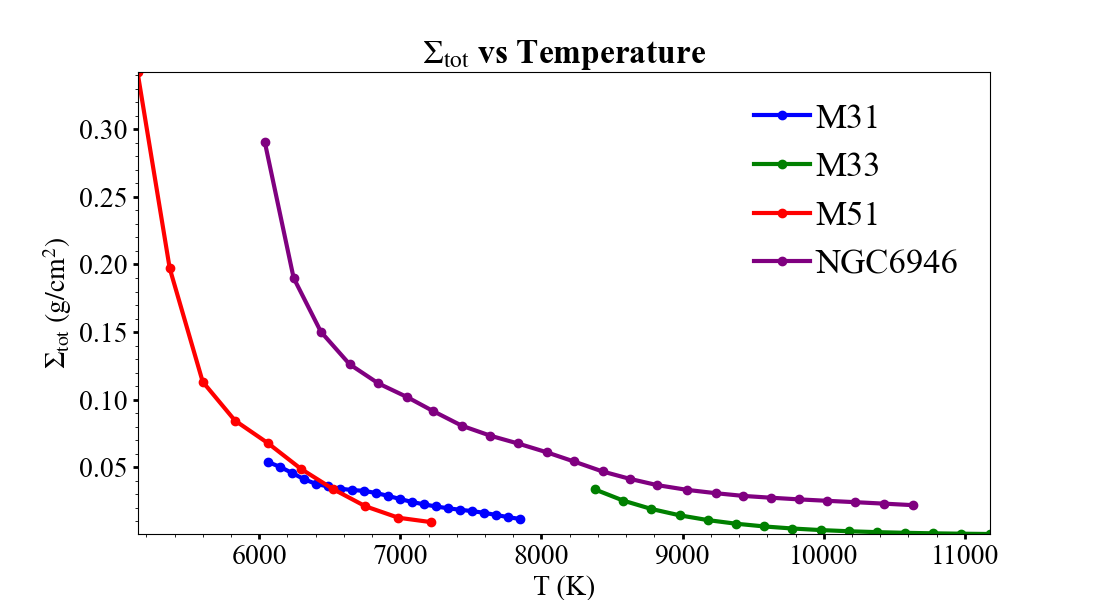 Σtot vs Temperature
M31
M33
M51
NGC6946
0.30
0.25
0.20
0.15
0.10
0.05
Σtot (g/cm²)
6000 7000 8000 9000 10000 11000
T (K)